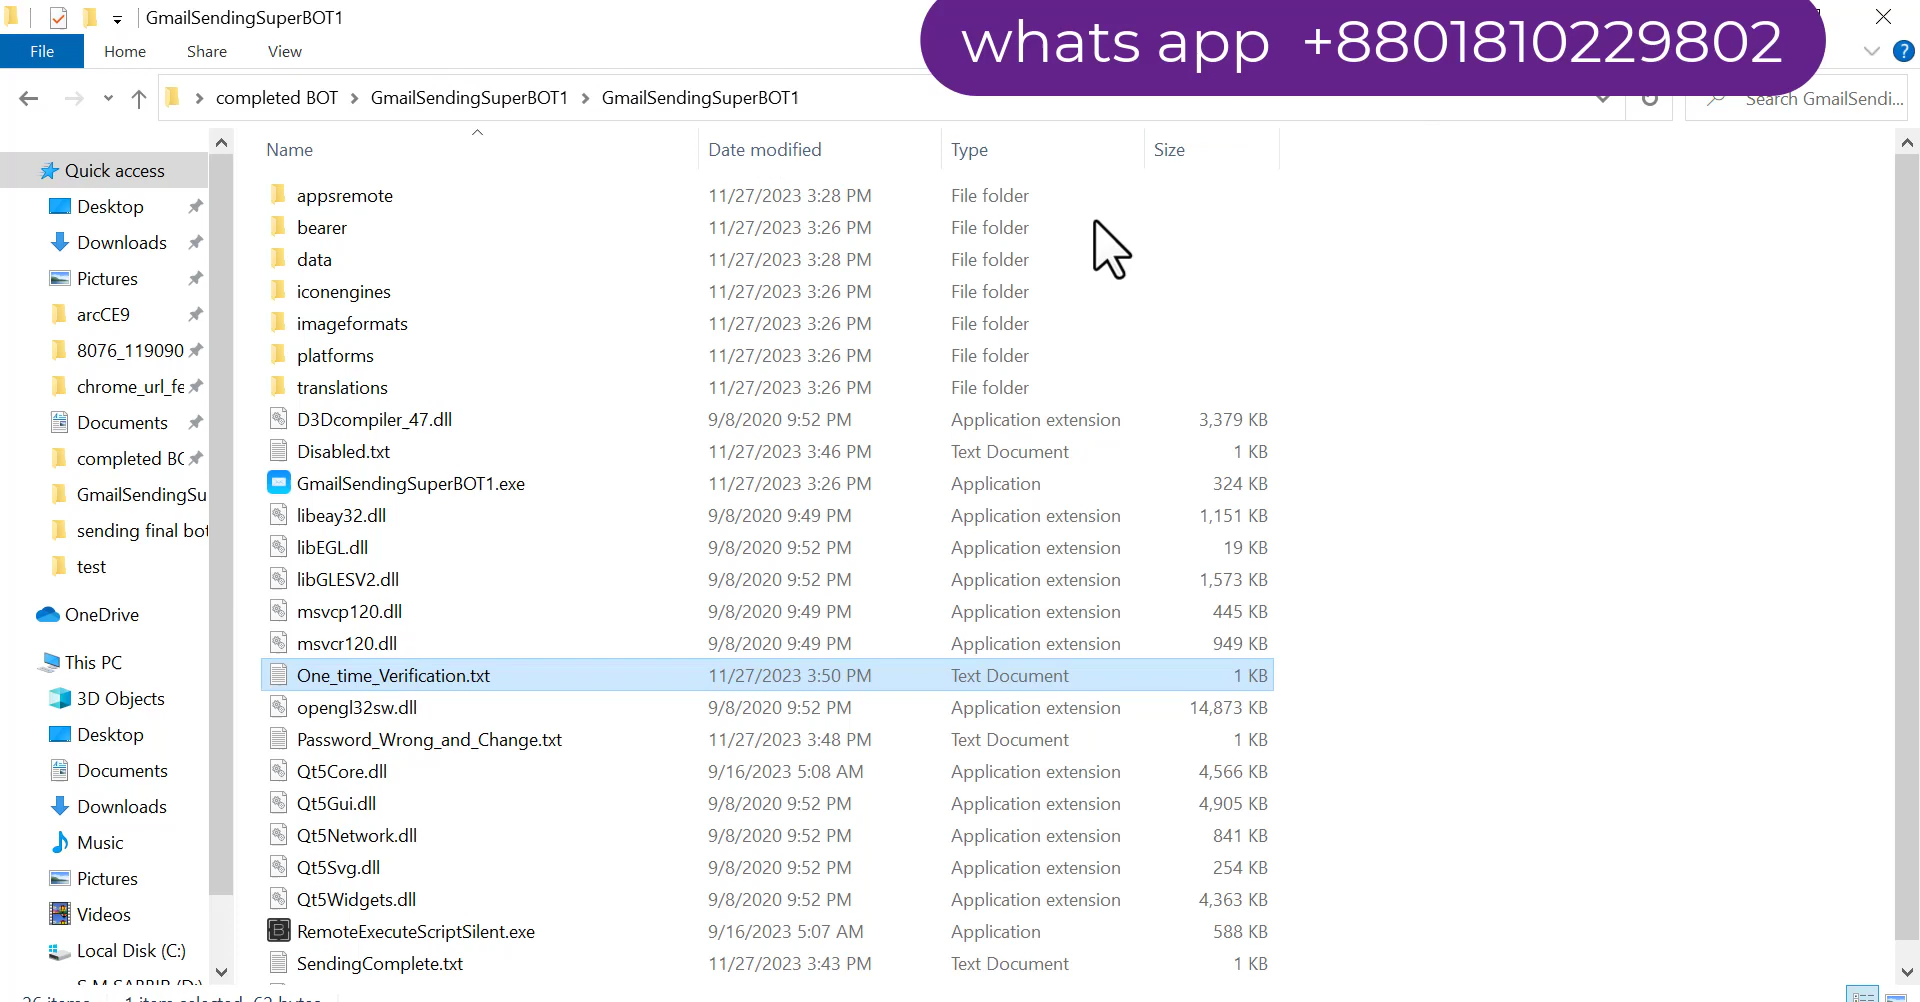 GmailSendingSuperBOT1
whats app +8801810229802
File Home Share View
completed BOT GmailSendingSuperBOT1 GmailSendingSuperBOT1
Search GmailSendi...
Name Date modified Type Size
Quick access
Desktop
Downloads
Pictures
arcCE9
8076_119090
chrome_url_fe
Documents
completed BO
GmailSendingSu
sending final bot
test
OneDrive
This PC
3D Objects
Desktop
Documents
Downloads
Music
Pictures
Videos
Local Disk (C:)
appsremote 11/27/2023 3:28 PM File folder
bearer 11/27/2023 3:26 PM File folder
data 11/27/2023 3:28 PM File folder
iconengines 11/27/2023 3:26 PM File folder
imageformats 11/27/2023 3:26 PM File folder
platforms 11/27/2023 3:26 PM File folder
translations 11/27/2023 3:26 PM File folder
D3Dcompiler_47.dll 9/8/2020 9:52 PM Application extension 3,379 KB
Disabled.txt 11/27/2023 3:46 PM Text Document 1 KB
GmailSendingSuperBOT1.exe 11/27/2023 3:26 PM Application 324 KB
libeay32.dll 9/8/2020 9:49 PM Application extension 1,151 KB
libEGL.dll 9/8/2020 9:52 PM Application extension 19 KB
libGLESV2.dll 9/8/2020 9:52 PM Application extension 1,573 KB
msvcp120.dll 9/8/2020 9:49 PM Application extension 445 KB
msvcr120.dll 9/8/2020 9:49 PM Application extension 949 KB
One_time_Verification.txt 11/27/2023 3:50 PM Text Document 1 KB
opengl32sw.dll 9/8/2020 9:52 PM Application extension 14,873 KB
Password_Wrong_and_Change.txt 11/27/2023 3:48 PM Text Document 1 KB
Qt5Core.dll 9/16/2023 5:08 AM Application extension 4,566 KB
Qt5Gui.dll 9/8/2020 9:52 PM Application extension 4,905 KB
Qt5Network.dll 9/8/2020 9:52 PM Application extension 841 KB
Qt5Svg.dll 9/8/2020 9:52 PM Application extension 254 KB
Qt5Widgets.dll 9/8/2020 9:52 PM Application extension 4,363 KB
RemoteExecuteScriptSilent.exe 9/16/2023 5:07 AM Application 588 KB
SendingComplete.txt 11/27/2023 3:43 PM Text Document 1 KB